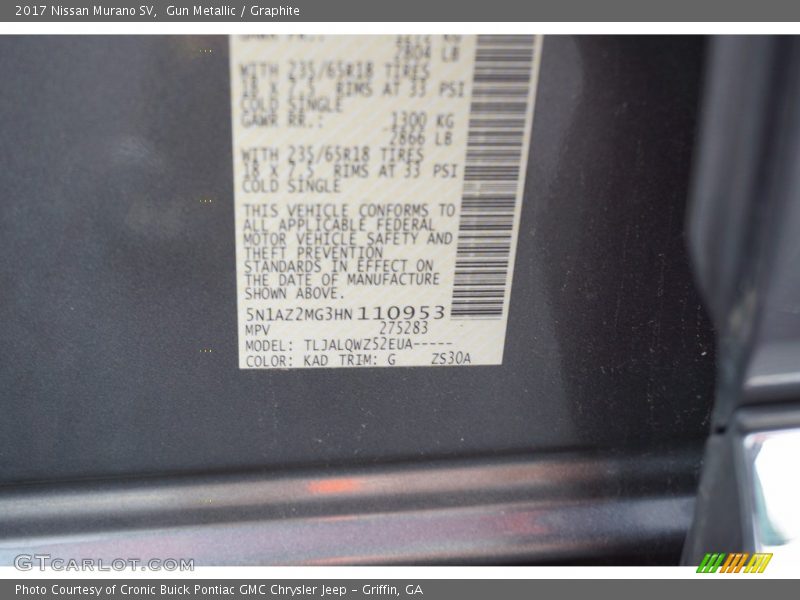 2017 Nissan Murano SV,  Gun Metallic / Graphite
2804 LB
WITH 235/65R18 TIRES
18 X 7.5  RIMS AT 33 PSI
COLD SINGLE
GAWR RR.: 1300 KG
2866 LB
WITH 235/65R18 TIRES
18 X 7.5  RIMS AT 33 PSI
COLD SINGLE
THIS VEHICLE CONFORMS TO
ALL APPLICABLE FEDERAL
MOTOR VEHICLE SAFETY AND
THEFT PREVENTION
STANDARDS IN EFFECT ON
THE DATE OF MANUFACTURE
SHOWN ABOVE.
5N1AZ2MG3HN 110953
MPV 275283
MODEL: TLJALQWZ52EUA-----
COLOR: KAD TRIM: G ZS30A
GTcarlot.com
Photo Courtesy of Cronic Buick Pontiac GMC Chrysler Jeep - Griffin, GA